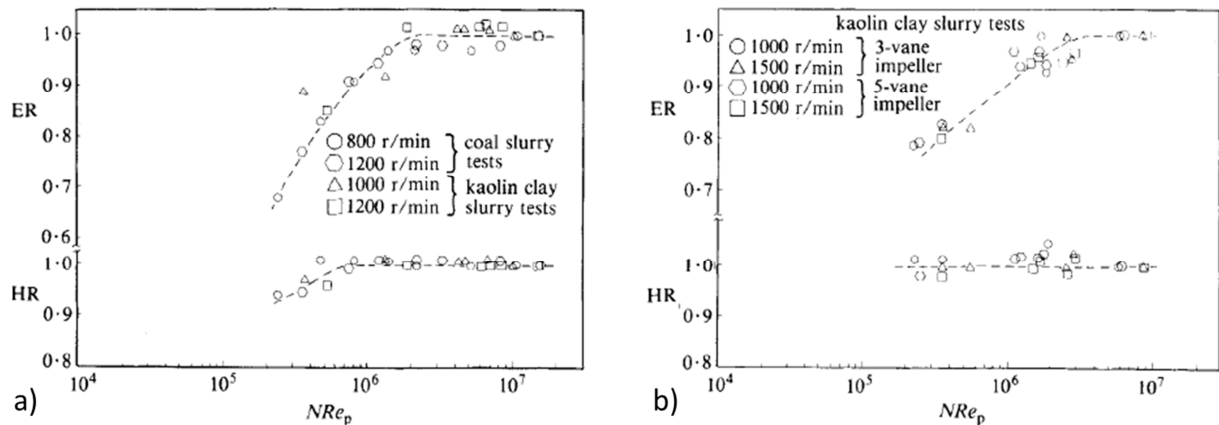 1·0
0·9
ER
0·8
0·7
0·6
1·0
HR
0·9
0·8
800 r/min
1200 r/min
coal slurry
tests
1000 r/min
1200 r/min
kaolin clay
slurry tests
10⁴
10⁵
10⁶
10⁷
a)
NReₚ
kaolin clay slurry tests
1000 r/min
1500 r/min
3-vane
impeller
1000 r/min
1500 r/min
5-vane
impeller
1·0
0·9
ER
0·8
0·7
1·0
HR
0·9
0·8
10⁴
10⁵
10⁶
10⁷
b)
NReₚ